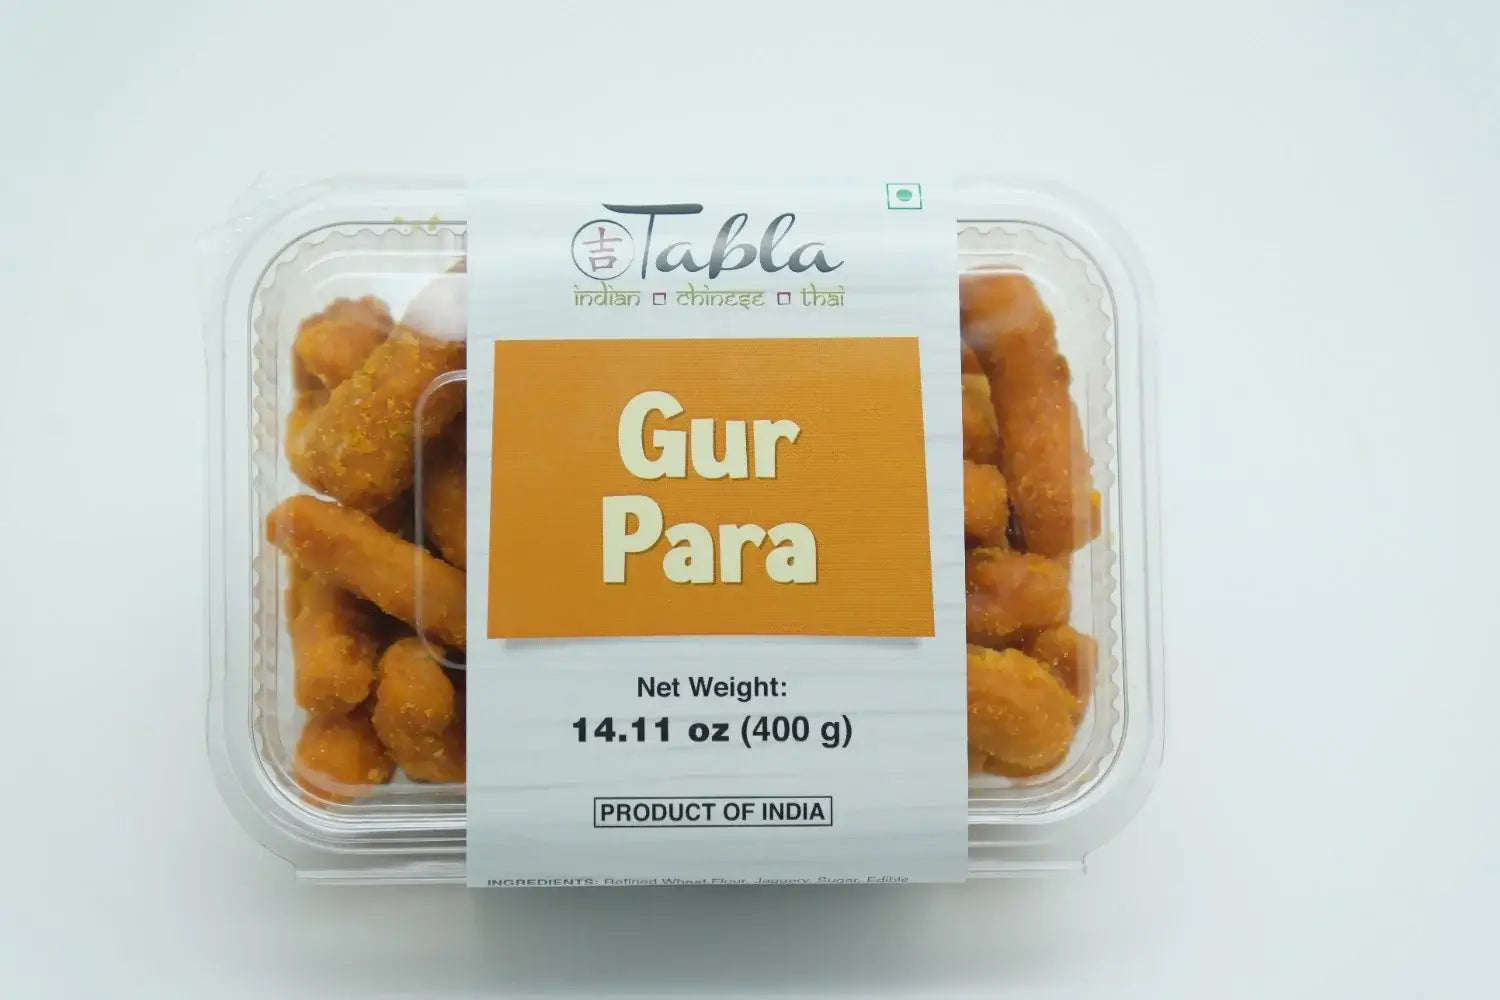 吉 Tabla
indian chinese thai
Gur
Para
Net Weight:
14.11 oz (400 g)
PRODUCT OF INDIA
INGREDIENTS: Refined Wheat Flour, Jaggery, Sugar, Edible